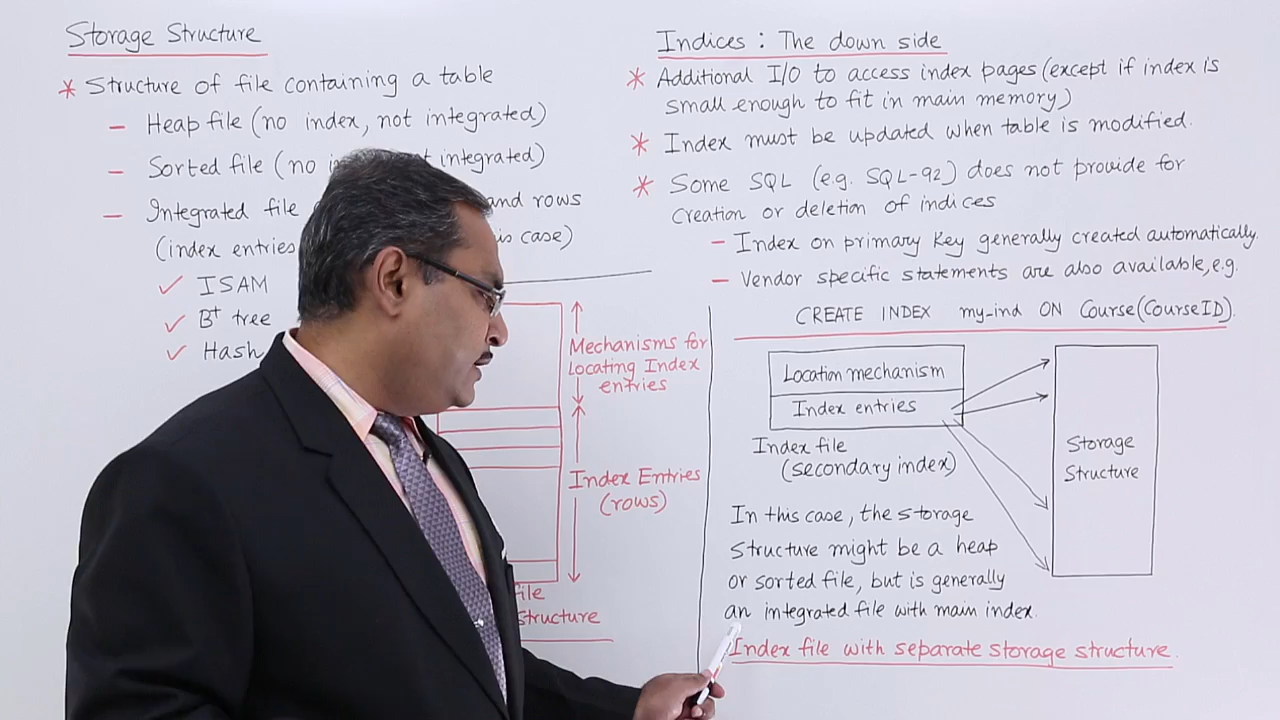 Storage Structure
* Structure of file containing a table
– Heap file (no index, not integrated)
– Sorted file (no integrated)
– Integrated file and rows
(index entries case)
✓ ISAM
✓ B+ tree
✓ Hash
Mechanisms for
Locating Index
entries
Index Entries
(rows)
file
Structure
Indices : The down side
* Additional I/O to access index pages (except if index is
small enough to fit in main memory)
* Index must be updated when table is modified.
* Some SQL (e.g. SQL-92) does not provide for
Creation or deletion of indices
– Index on primary key generally created automatically.
– Vendor specific statements are also available, e.g.
CREATE INDEX my-ind ON Course(CourseID).
Location mechanism
Index entries
Index file
(secondary index)
Storage
Structure
In this case, the storage
structure might be a heap
or sorted file, but is generally
an integrated file with main index.
Index file with separate storage structure.